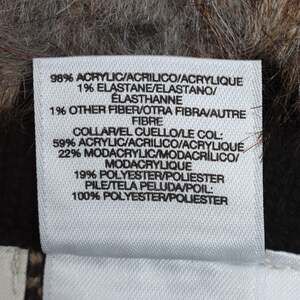 98% ACRYLIC/ACRILICO/ACRYLIQUE
1% ELASTANE/ELASTANO/
ÉLASTHANNE
1% OTHER FIBER/OTRA FIBRA/AUTRE
FIBRE
COLLAR/EL CUELLO/LE COL:
59% ACRYLIC/ACRILICO/ACRYLIQUE
22% MODACRYLIC/MODACRÍLICO/
MODACRYLIQUE
19% POLYESTER/POLIESTER
PILE/TELA PELUDA/POIL:
100% POLYESTER/POLIESTER